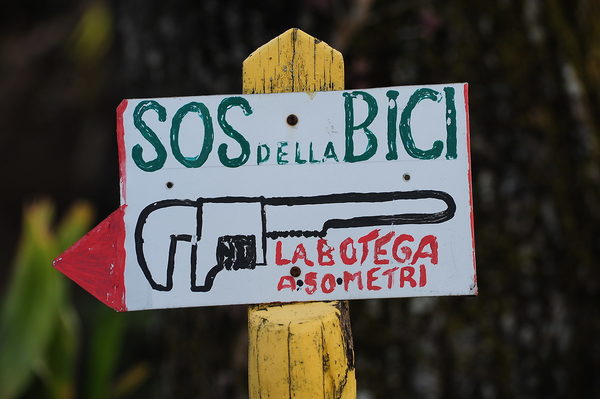 SOS DELLA BICI
LA BOTEGA
A 50 METRI